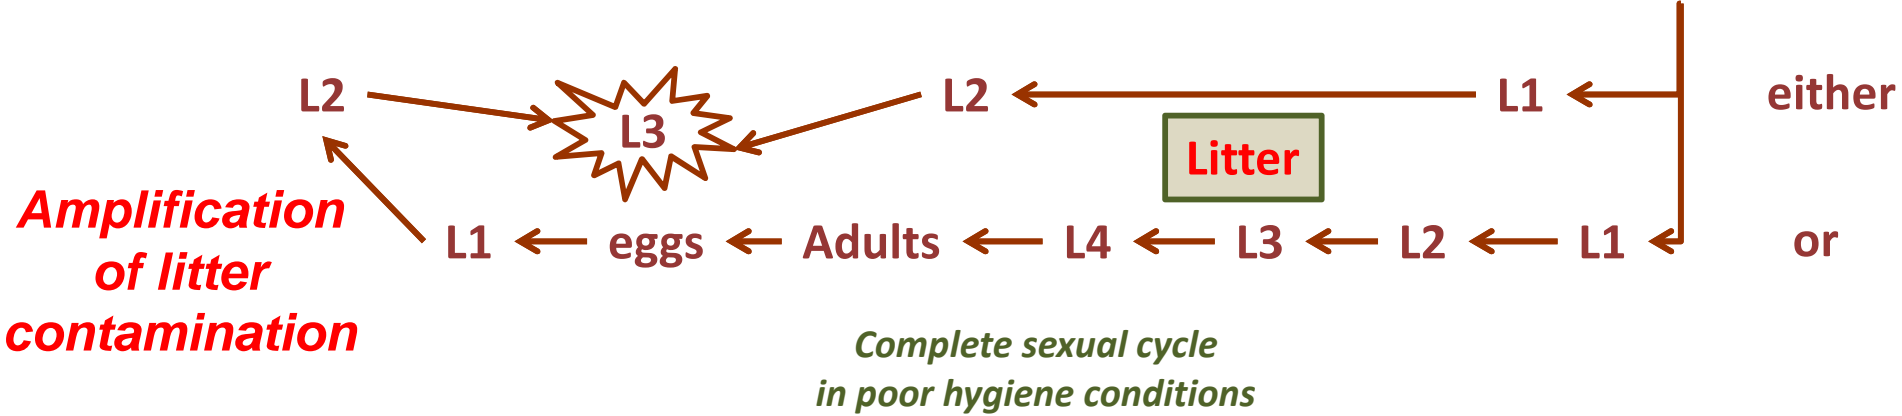 L2
L3
L2
L1
either
Litter
L1
eggs
Adults
L4
L3
L2
L1
or
Amplification
of litter
contamination
Complete sexual cycle
in poor hygiene conditions